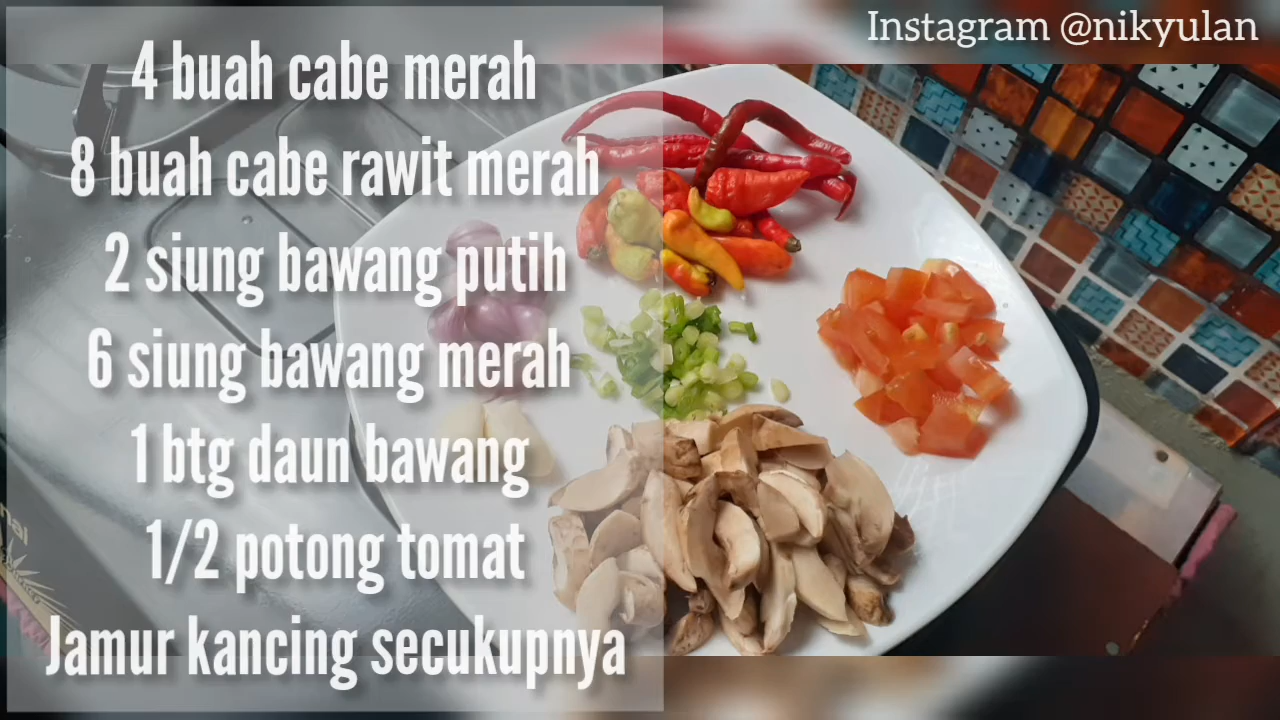 Instagram @nikyulan
4 buah cabe merah
8 buah cabe rawit merah
2 siung bawang putih
6 siung bawang merah
1 btg daun bawang
1/2 potong tomat
Jamur kancing secukupnya